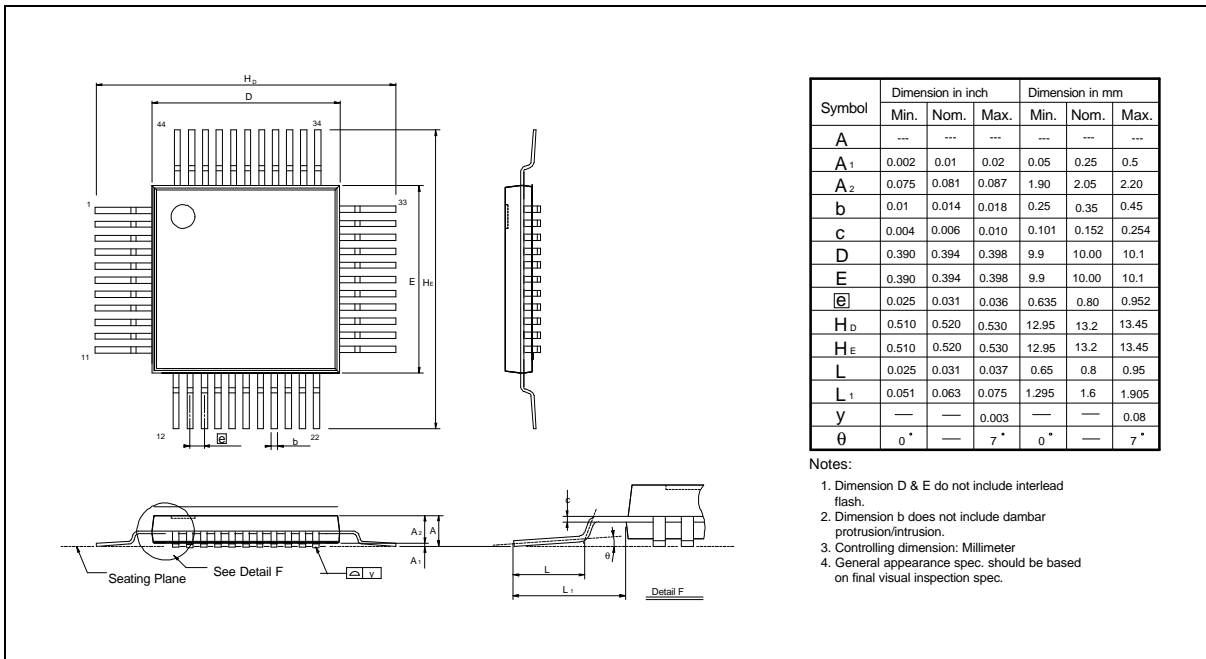 H D
D
44
34
1
33
E
H E
11
12
e
b
22
A 2
A
A 1
Seating Plane
See Detail F
y
c
θ
L
L 1
Detail F
Symbol Dimension in inch Dimension in mm
Min. Nom. Max. Min. Nom. Max.
A --- --- --- --- --- ---
A 1 0.002 0.01 0.02 0.05 0.25 0.5
A 2 0.075 0.081 0.087 1.90 2.05 2.20
b 0.01 0.014 0.018 0.25 0.35 0.45
c 0.004 0.006 0.010 0.101 0.152 0.254
D 0.390 0.394 0.398 9.9 10.00 10.1
E 0.390 0.394 0.398 9.9 10.00 10.1
e 0.025 0.031 0.036 0.635 0.80 0.952
H D 0.510 0.520 0.530 12.95 13.2 13.45
H E 0.510 0.520 0.530 12.95 13.2 13.45
L 0.025 0.031 0.037 0.65 0.8 0.95
L 1 0.051 0.063 0.075 1.295 1.6 1.905
y — — 0.003 — — 0.08
θ 0° — 7° 0° — 7°
Notes:
1. Dimension D & E do not include interlead
flash.
2. Dimension b does not include dambar
protrusion/intrusion.
3. Controlling dimension: Millimeter
4. General appearance spec. should be based
on final visual inspection spec.